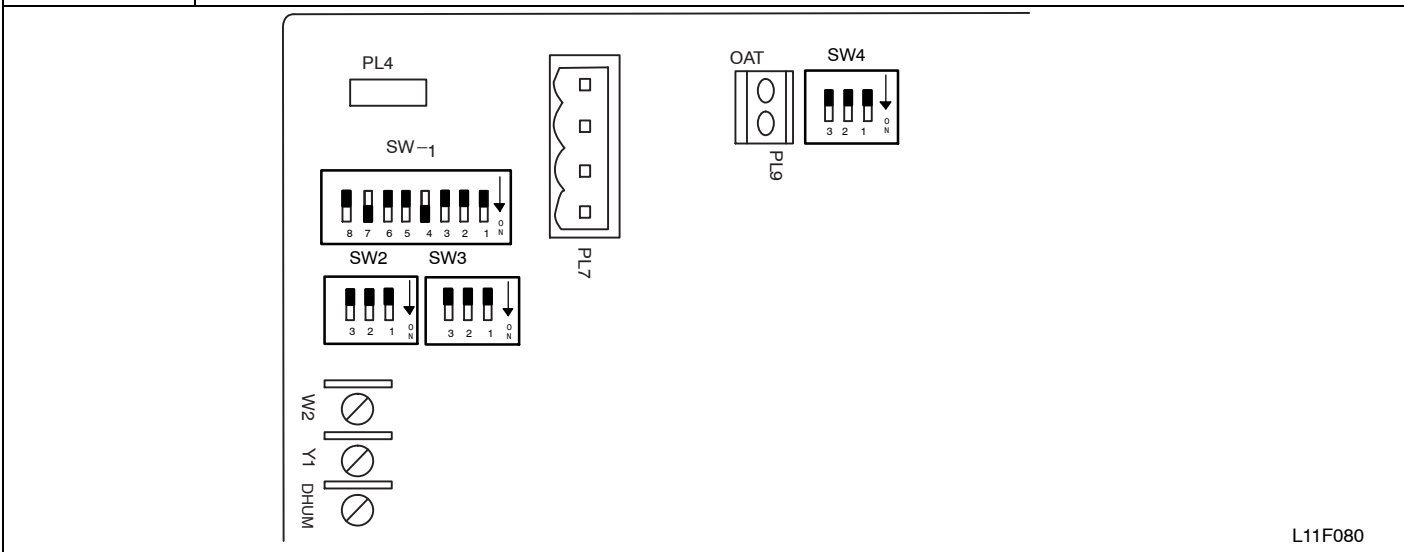 PL4
OAT
SW4
3 2 1 ON
PL9
SW-1
8 7 6 5 4 3 2 1 ON
PL7
SW2
SW3
3 2 1 ON
3 2 1 ON
W2
Y1
DHUM
L11F080